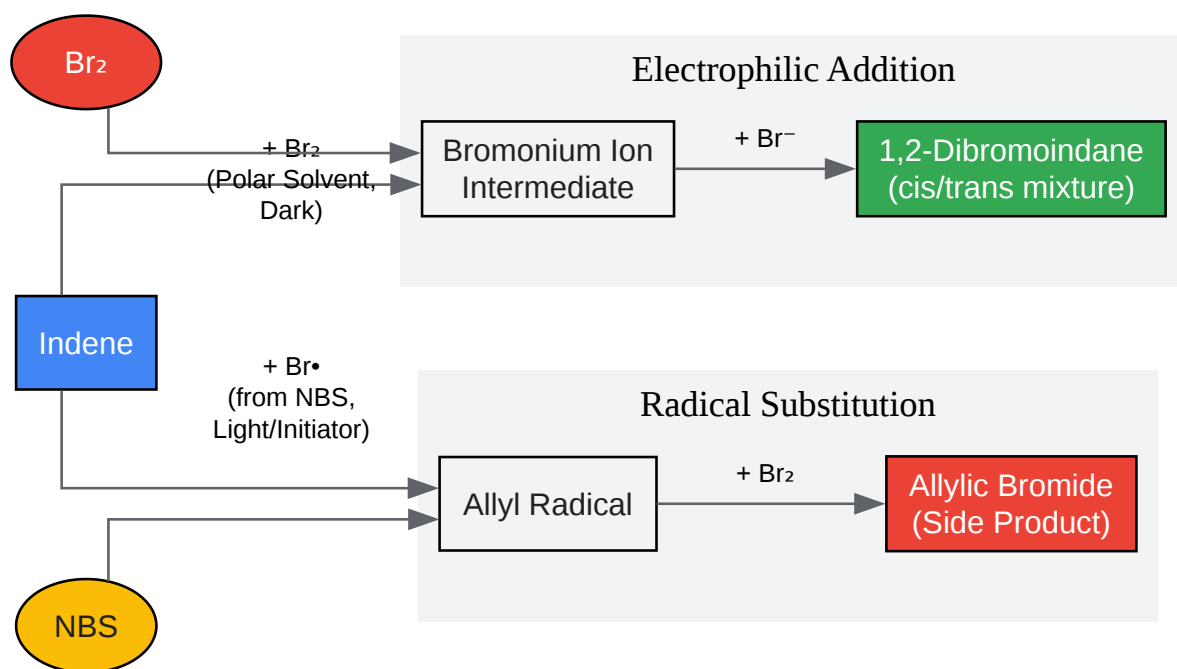 Br₂
Electrophilic Addition
+ Br₂
(Polar Solvent,
Dark)
Bromonium Ion
Intermediate
+ Br⁻
1,2-Dibromoindane
(cis/trans mixture)
Indene
+ Br•
(from NBS,
Light/Initiator)
Radical Substitution
Allyl Radical
+ Br₂
Allylic Bromide
(Side Product)
NBS